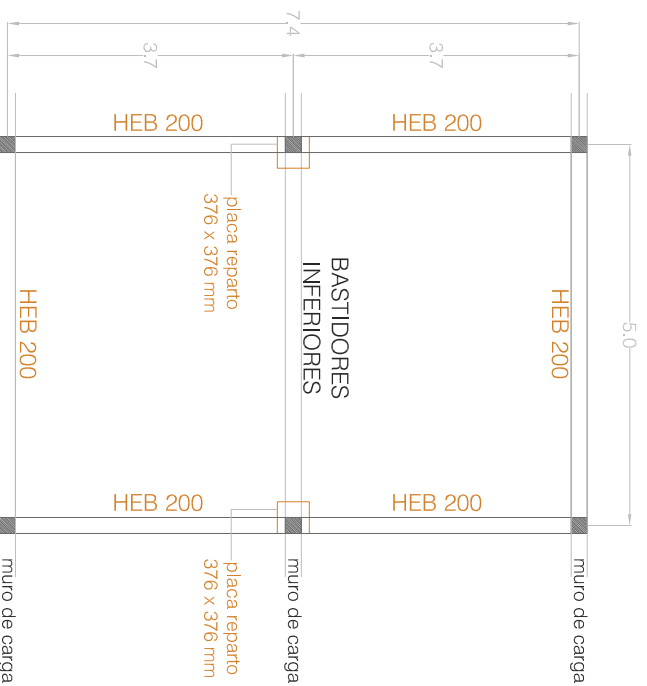 7.4
3.7
3.7
HEB 200
HEB 200
placa reparto
376 x 376 mm
BASTIDORES
INFERIORES
HEB 200
HEB 200
5.0
HEB 200
HEB 200
placa reparto
376 x 376 mm
muro de carga
muro de carga
muro de carga